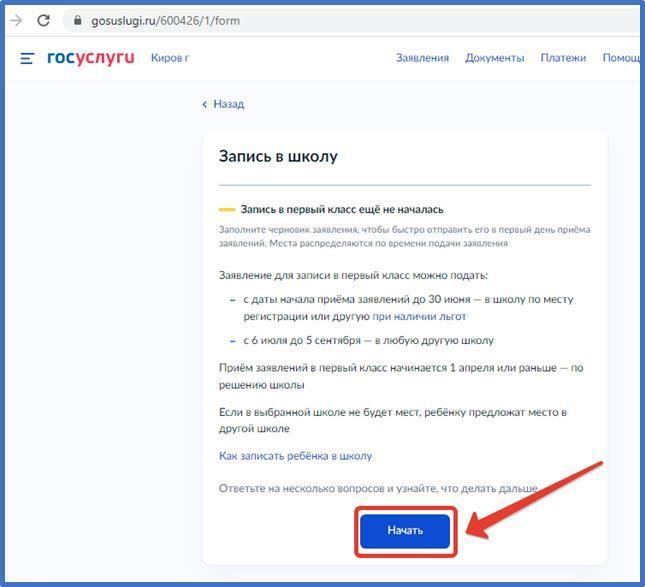 gosuslugi.ru/600426/1/form
госуслуги Киров г Заявления Документы Платежи Помощ
Назад
Запись в школу
Запись в первый класс ещё не началась
Заполните черновик заявления, чтобы быстро отправить его в первый день приёма
заявлений. Места распределяются по времени подачи заявления
Заявление для записи в первый класс можно подать:
– с даты начала приёма заявлений до 30 июня — в школу по месту
регистрации или другую при наличии льгот
– с 6 июля до 5 сентября — в любую другую школу
Приём заявлений в первый класс начинается 1 апреля или раньше — по
решению школы
Если в выбранной школе не будет мест, ребёнку предложат место в
другой школе
Как записать ребёнка в школу
Ответьте на несколько вопросов и узнайте, что делать дальше
Начать